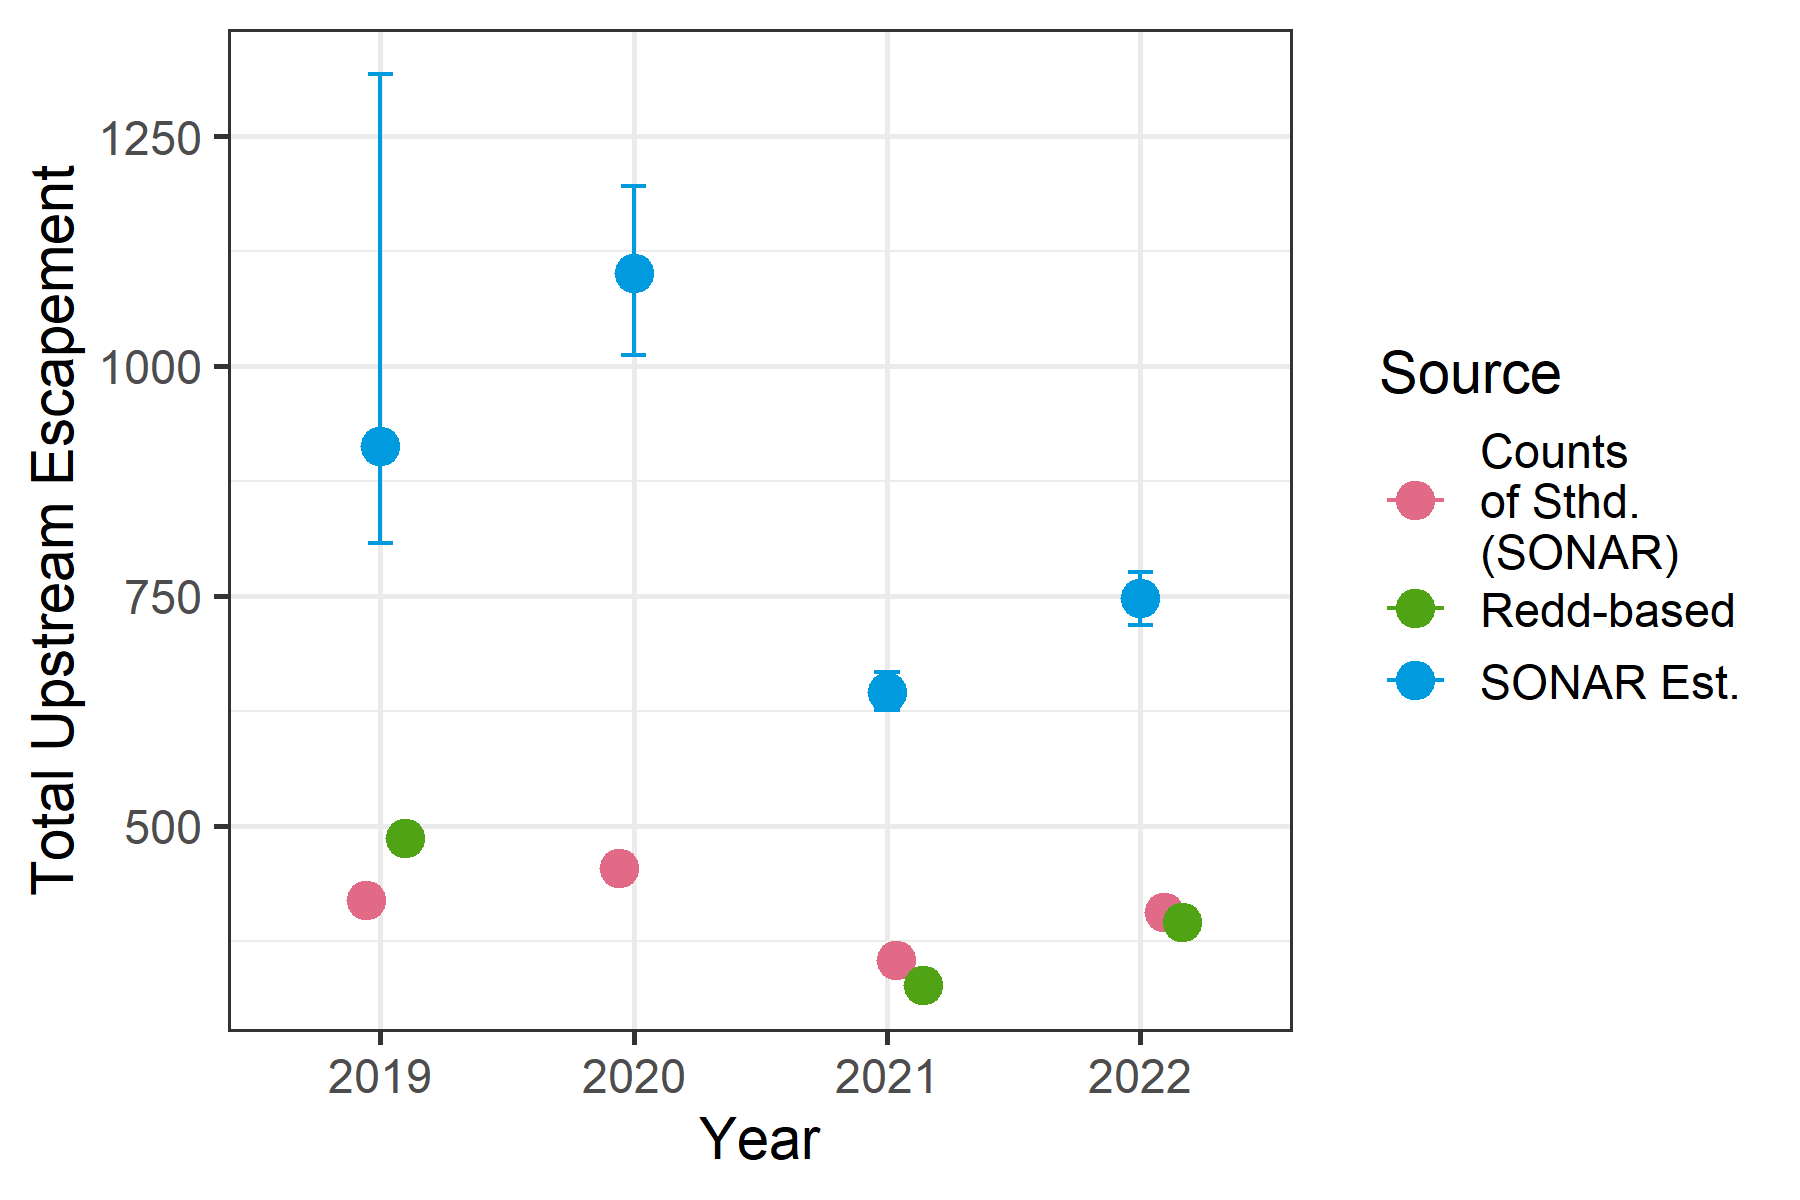 Total Upstream Escapement
1250
1000
750
500
2019
2020
2021
2022
Year
Source
Counts
of Sthd.
(SONAR)
Redd-based
SONAR Est.